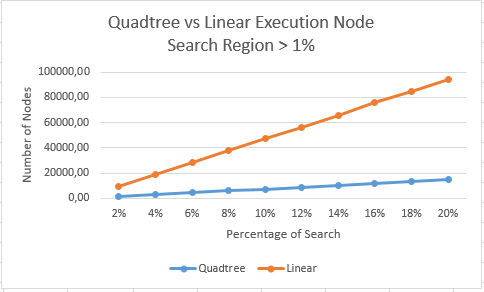 Quadtree vs Linear Execution Node
Search Region > 1%
100000,00
80000,00
60000,00
40000,00
20000,00
0,00
Number of Nodes
2% 4% 6% 8% 10% 12% 14% 16% 18% 20%
Percentage of Search
Quadtree Linear